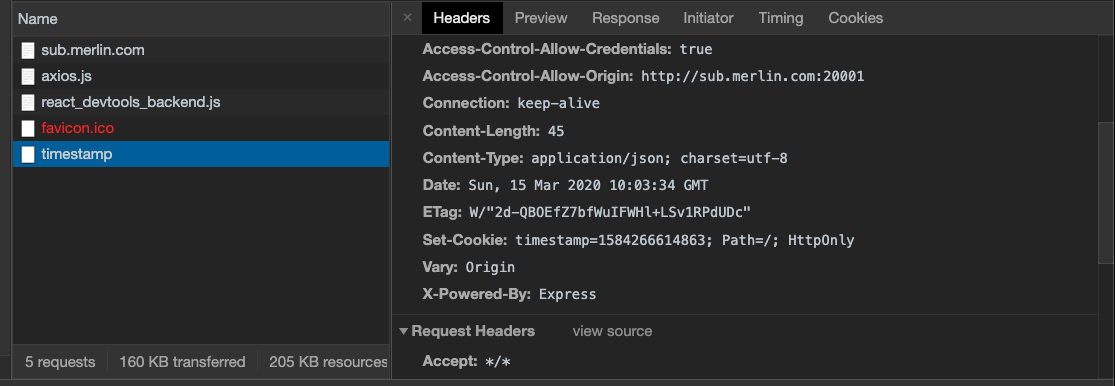 Name
sub.merlin.com
axios.js
react_devtools_backend.js
favicon.ico
timestamp
5 requests 160 KB transferred 205 KB resources
× Headers Preview Response Initiator Timing Cookies
Access-Control-Allow-Credentials: true
Access-Control-Allow-Origin: http://sub.merlin.com:20001
Connection: keep-alive
Content-Length: 45
Content-Type: application/json; charset=utf-8
Date: Sun, 15 Mar 2020 10:03:34 GMT
ETag: W/"2d-QBOEfZ7bfWuIFWHl+LSv1RPdUDc"
Set-Cookie: timestamp=1584266614863; Path=/; HttpOnly
Vary: Origin
X-Powered-By: Express
▼ Request Headers view source
Accept: */*